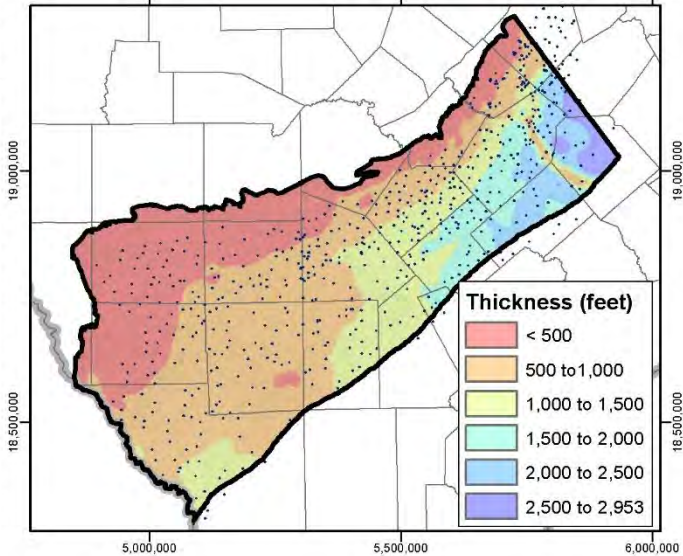 19,000,000
18,500,000
Thickness (feet)
< 500
500 to1,000
1,000 to 1,500
1,500 to 2,000
2,000 to 2,500
2,500 to 2,953
19,000,000
18,500,000
5,000,000
5,500,000
6,000,000